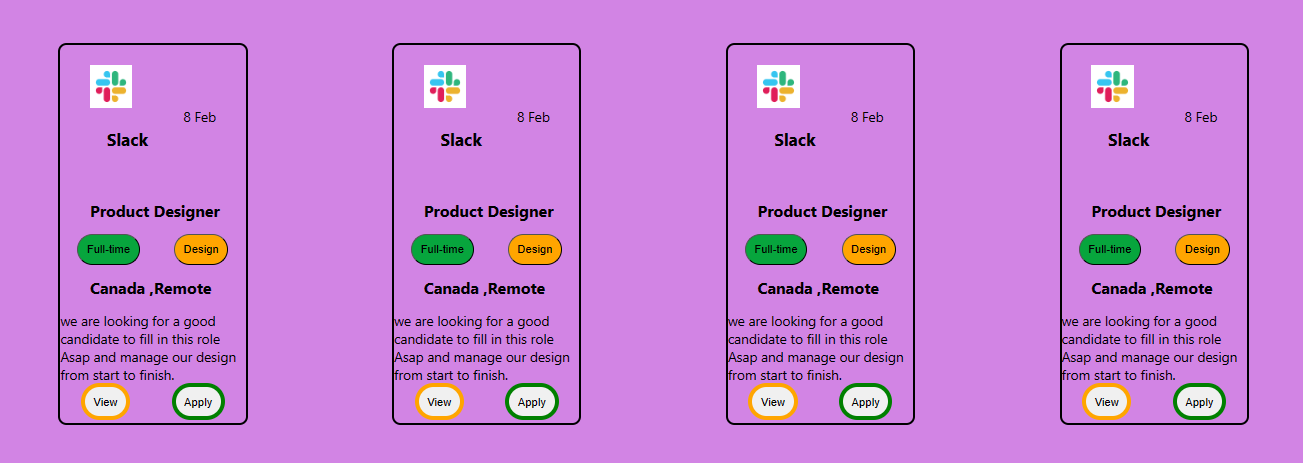 8 Feb
Slack
Product Designer
Full-time Design
Canada ,Remote
we are looking for a good
candidate to fill in this role
Asap and manage our design
from start to finish.
View Apply
8 Feb
Slack
Product Designer
Full-time Design
Canada ,Remote
we are looking for a good
candidate to fill in this role
Asap and manage our design
from start to finish.
View Apply
8 Feb
Slack
Product Designer
Full-time Design
Canada ,Remote
we are looking for a good
candidate to fill in this role
Asap and manage our design
from start to finish.
View Apply
8 Feb
Slack
Product Designer
Full-time Design
Canada ,Remote
we are looking for a good
candidate to fill in this role
Asap and manage our design
from start to finish.
View Apply